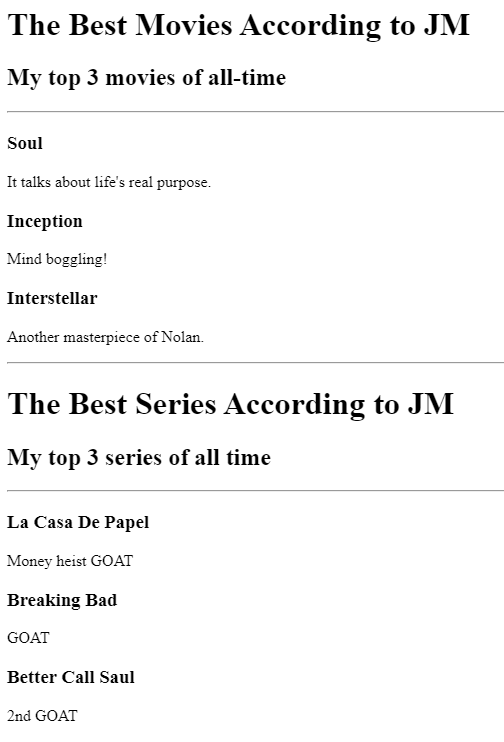 The Best Movies According to JM
My top 3 movies of all-time
Soul
It talks about life's real purpose.
Inception
Mind boggling!
Interstellar
Another masterpiece of Nolan.
The Best Series According to JM
My top 3 series of all time
La Casa De Papel
Money heist GOAT
Breaking Bad
GOAT
Better Call Saul
2nd GOAT